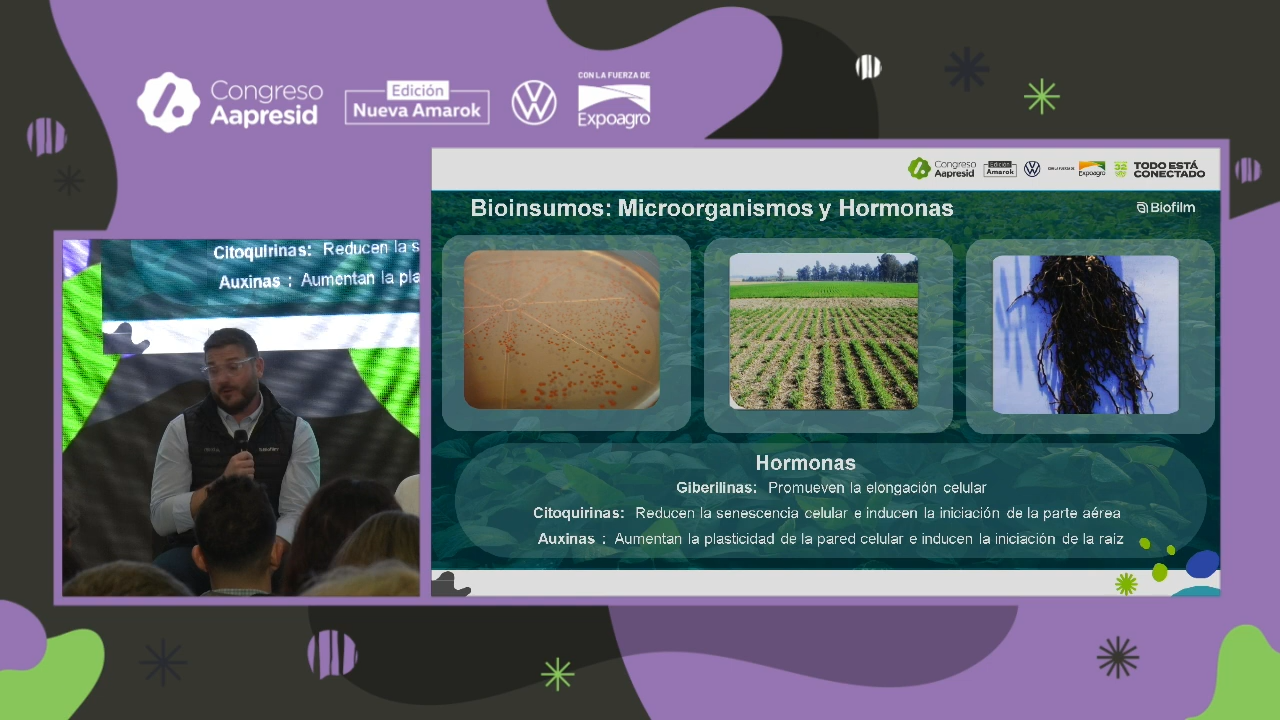 Congreso
Aapresid
Edición
Nueva Amarok
CON LA FUERZA DE
Expoagro
Congreso
Aapresid
Edición
Amarok
Expoagro
TODO ESTÁ
CONECTADO
Bioinsumos: Microorganismos y Hormonas
Biofilm
Hormonas
Giberilinas: Promueven la elongación celular
Citoquirinas: Reducen la senescencia celular e inducen la iniciación de la parte aérea
Auxinas : Aumentan la plasticidad de la pared celular e inducen la iniciación de la raiz
Citoquirinas: Reducen la s
Auxinas : Aumentan la pla